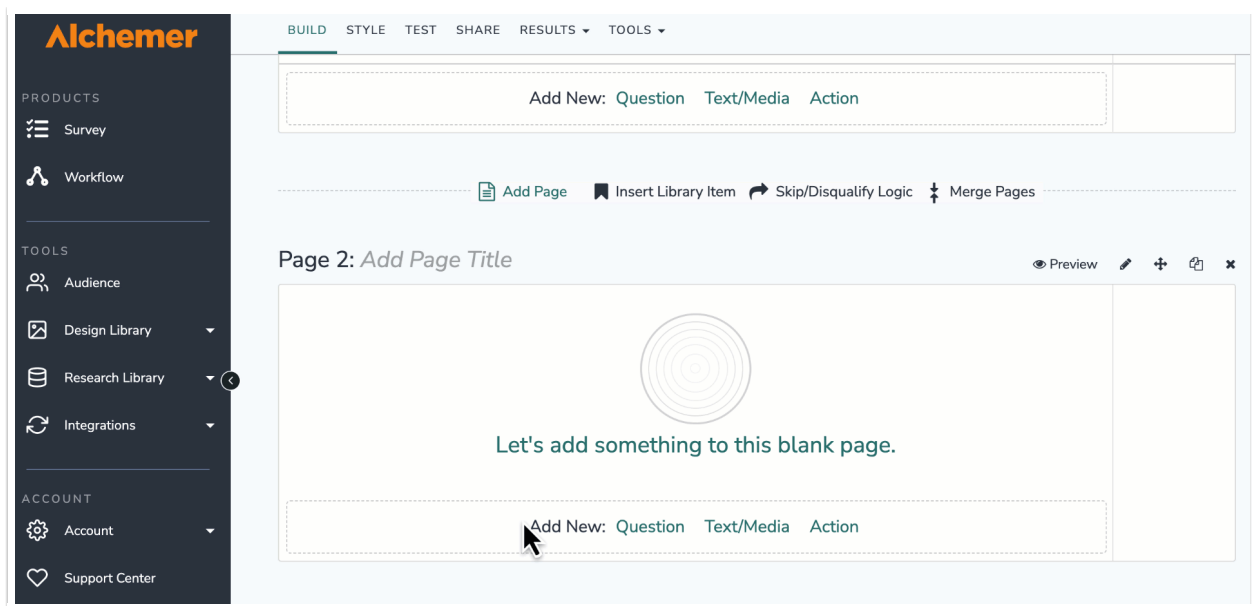 Alchemer
BUILD STYLE TEST SHARE RESULTS TOOLS
PRODUCTS
Survey
Workflow
TOOLS
Audience
Design Library
Research Library
Integrations
ACCOUNT
Account
Support Center
Add New: Question Text/Media Action
Add Page Insert Library Item Skip/Disqualify Logic Merge Pages
Page 2: Add Page Title
Preview
Let's add something to this blank page.
Add New: Question Text/Media Action